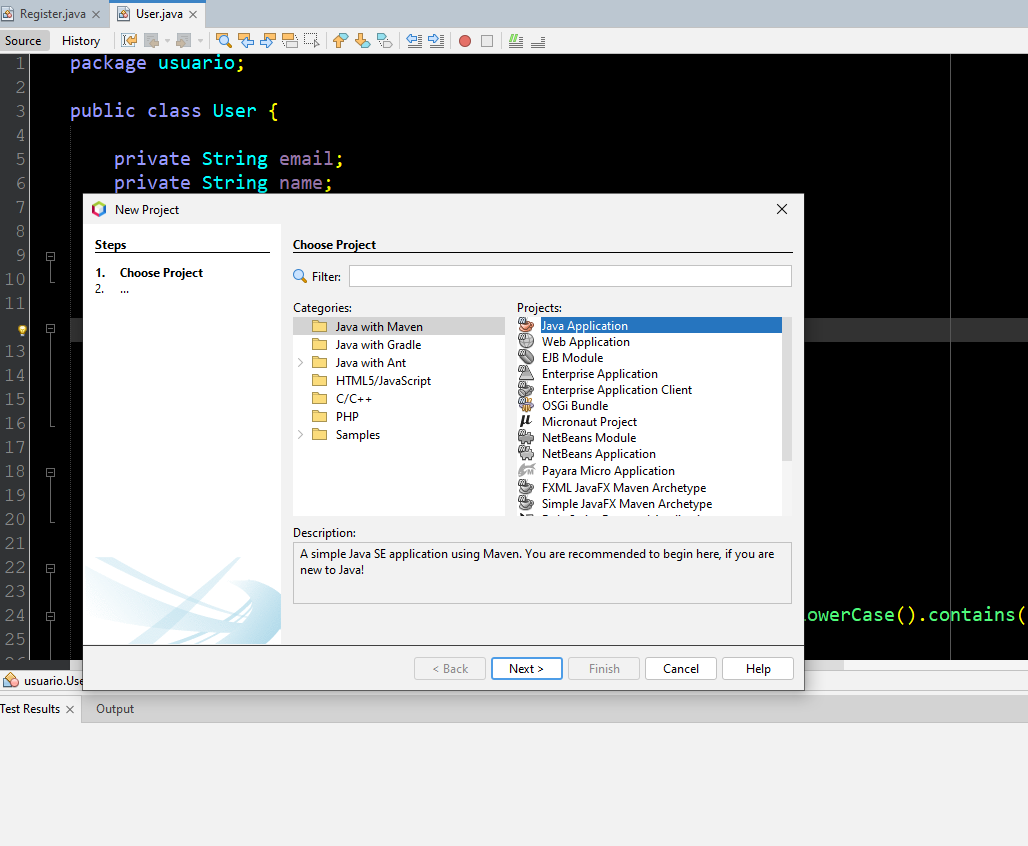 Register.java
User.java
Source
History
1 package usuario;
2
3 public class User {
4
5 private String email;
6 private String name;
7
8
9
10
11
13
14
15
16
17
18
19
20
21
22
23
24 owerCase().contains(
25
New Project
Steps
1. Choose Project
2. ...
Choose Project
Filter:
Categories:
Java with Maven
Java with Gradle
Java with Ant
HTML5/JavaScript
C/C++
PHP
Samples
Projects:
Java Application
Web Application
EJB Module
Enterprise Application
Enterprise Application Client
OSGi Bundle
Micronaut Project
NetBeans Module
NetBeans Application
Payara Micro Application
FXML JavaFX Maven Archetype
Simple JavaFX Maven Archetype
Description:
A simple Java SE application using Maven. You are recommended to begin here, if you are
new to Java!
< Back
Next >
Finish
Cancel
Help
usuario.Use
Test Results
Output